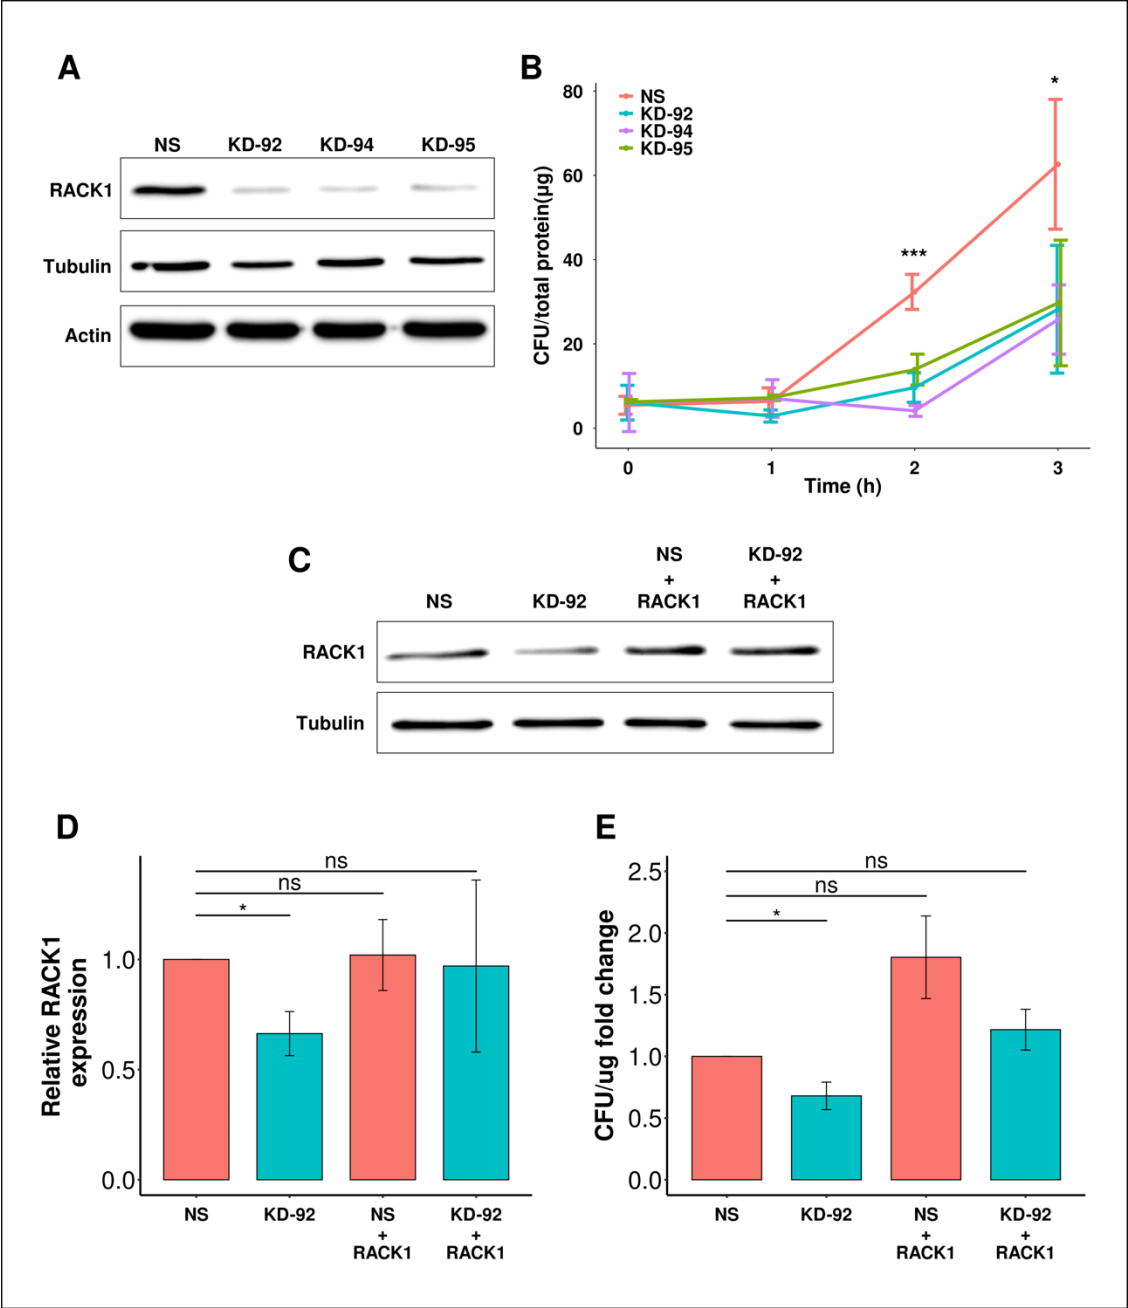 A
NS KD-92 KD-94 KD-95
RACK1
Tubulin
Actin
B
NS
KD-92
KD-94
KD-95
CFU/total protein(µg)
80
60
40
20
0
***
*
0 1 2 3
Time (h)
C
NS KD-92 NS + RACK1 KD-92 + RACK1
RACK1
Tubulin
D
Relative RACK1
expression
1.0
0.5
0.0
ns
ns
*
NS KD-92 NS + RACK1 KD-92 + RACK1
E
CFU/ug fold change
2.5
2.0
1.5
1.0
0.5
0.0
ns
ns
*
NS KD-92 NS + RACK1 KD-92 + RACK1